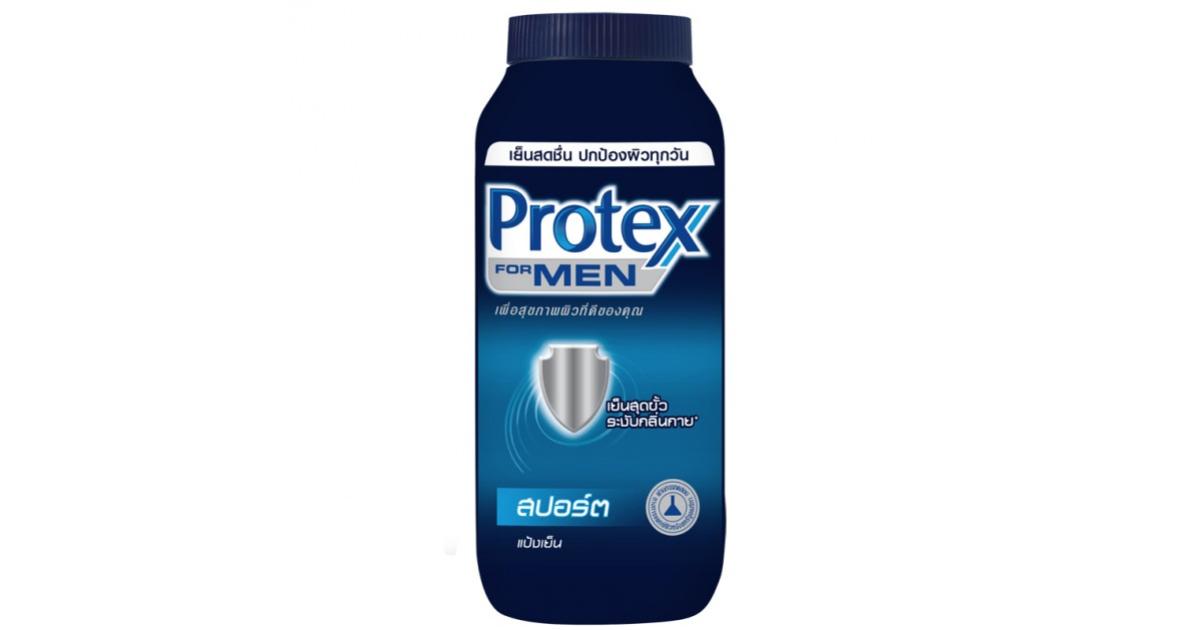 เย็นสดชื่น ปกป้องผิวทุกวัน
Protex
FOR MEN
เพื่อสุขภาพผิวที่ดีของคุณ
เย็นสุดขั้ว
ระงับกลิ่นกาย*
สปอร์ต
แป้งเย็น